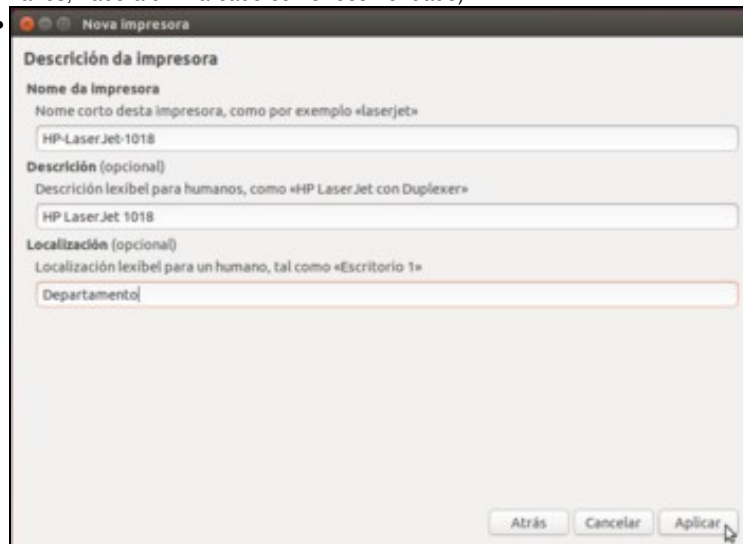 Nova impresora
Descrición da impresora
Nome da impresora
Nome corto desta impresora, como por exemplo «laserjet»
HP-LaserJet-1018
Descrición (opcional)
Descrición lexíbel para humanos, como «HP LaserJet con Duplexer»
HP LaserJet 1018
Localización (opcional)
Localización lexíbel para un humano, tal como «Escritorio 1»
Departamento
Atrás Cancelar Aplicar